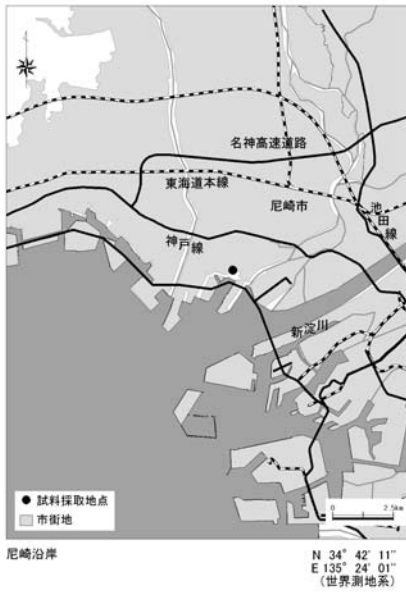 名神高速道路
東海道本線
尼崎市
池田線
神戸線
新淀川
● 試料採取地点
市街地
0 2.5km
尼崎沿岸
N 34° 42′ 11″
E 135° 24′ 01″
(世界測地系)